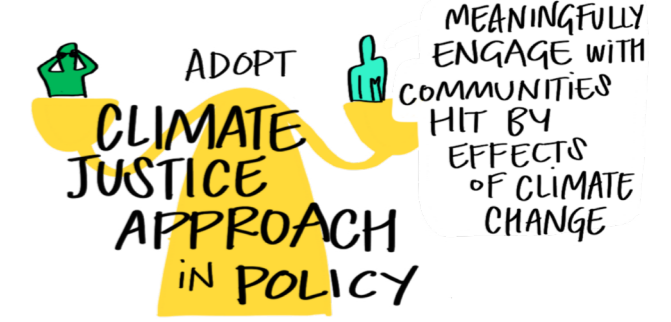 ADOPT
CLIMATE
JUSTICE
APPROACH
iN POLICY
MEANINGFULLY
ENGAGE WiTH
COMMUNITiES
HIT BY
EFFECTS
OF CLIMATE
CHANGE